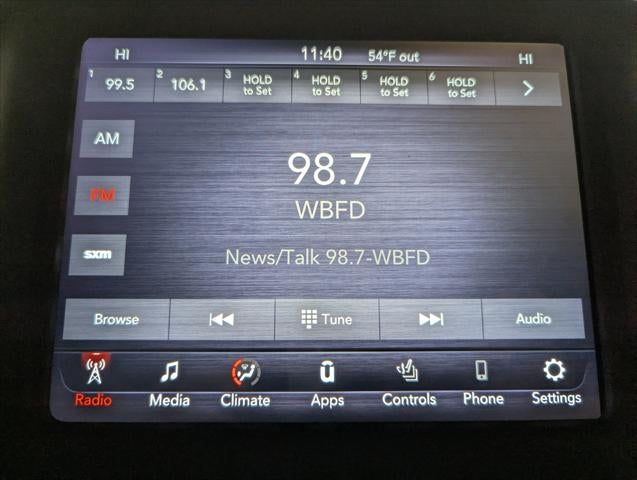 HI 11:40 54°F out HI
1 99.5 2 106.1 3 HOLD to Set 4 HOLD to Set 5 HOLD to Set 6 HOLD to Set
AM
98.7
FM
WBFD
sxm
News/Talk 98.7-WBFD
Browse Tune Audio
Radio Media Climate Apps Controls Phone Settings